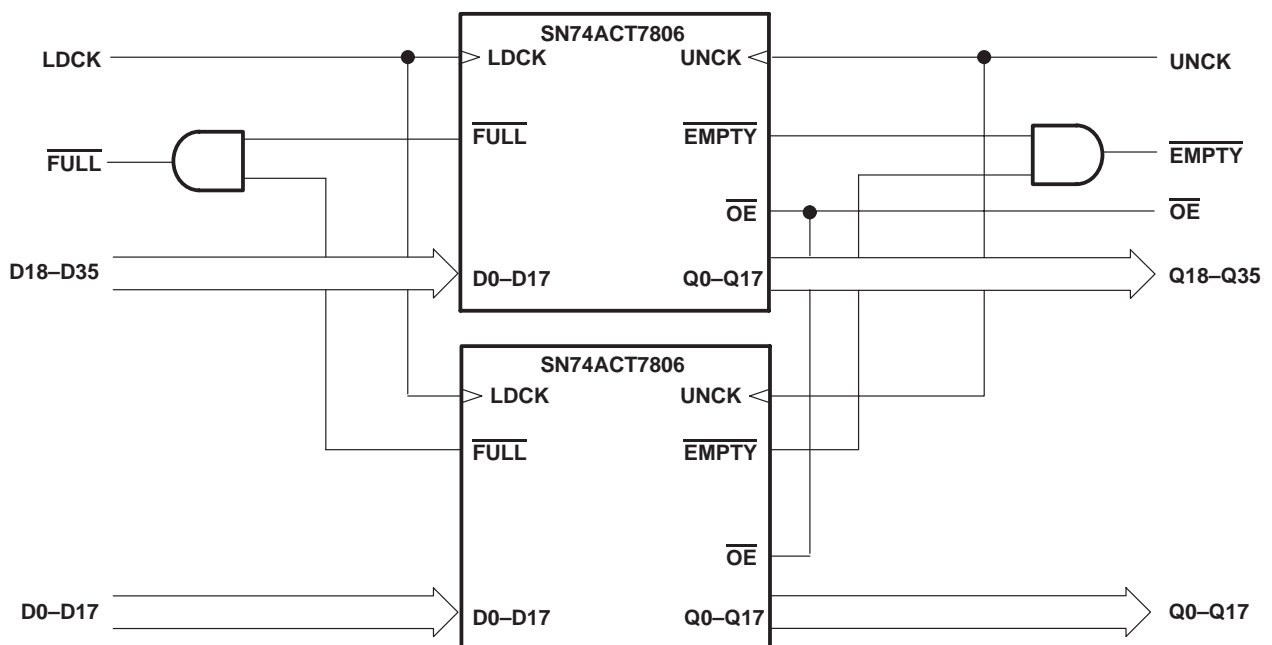 SN74ACT7806
LDCK
LDCK
UNCK
UNCK
FULL
FULL
EMPTY
EMPTY
OE
OE
D18–D35
D0–D17
Q0–Q17
Q18–Q35
SN74ACT7806
LDCK
UNCK
FULL
EMPTY
OE
D0–D17
D0–D17
Q0–Q17
Q0–Q17